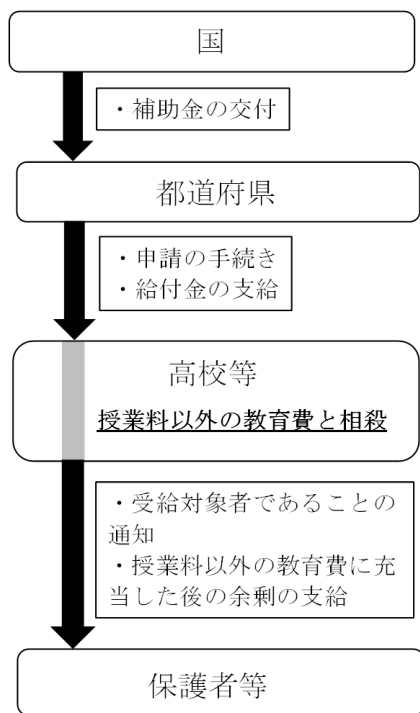 国
・補助金の交付
都道府県
・申請の手続き
・給付金の支給
高校等
授業料以外の教育費と相殺
・受給対象者であることの
通知
・授業料以外の教育費に充
当した後の余剰の支給
保護者等